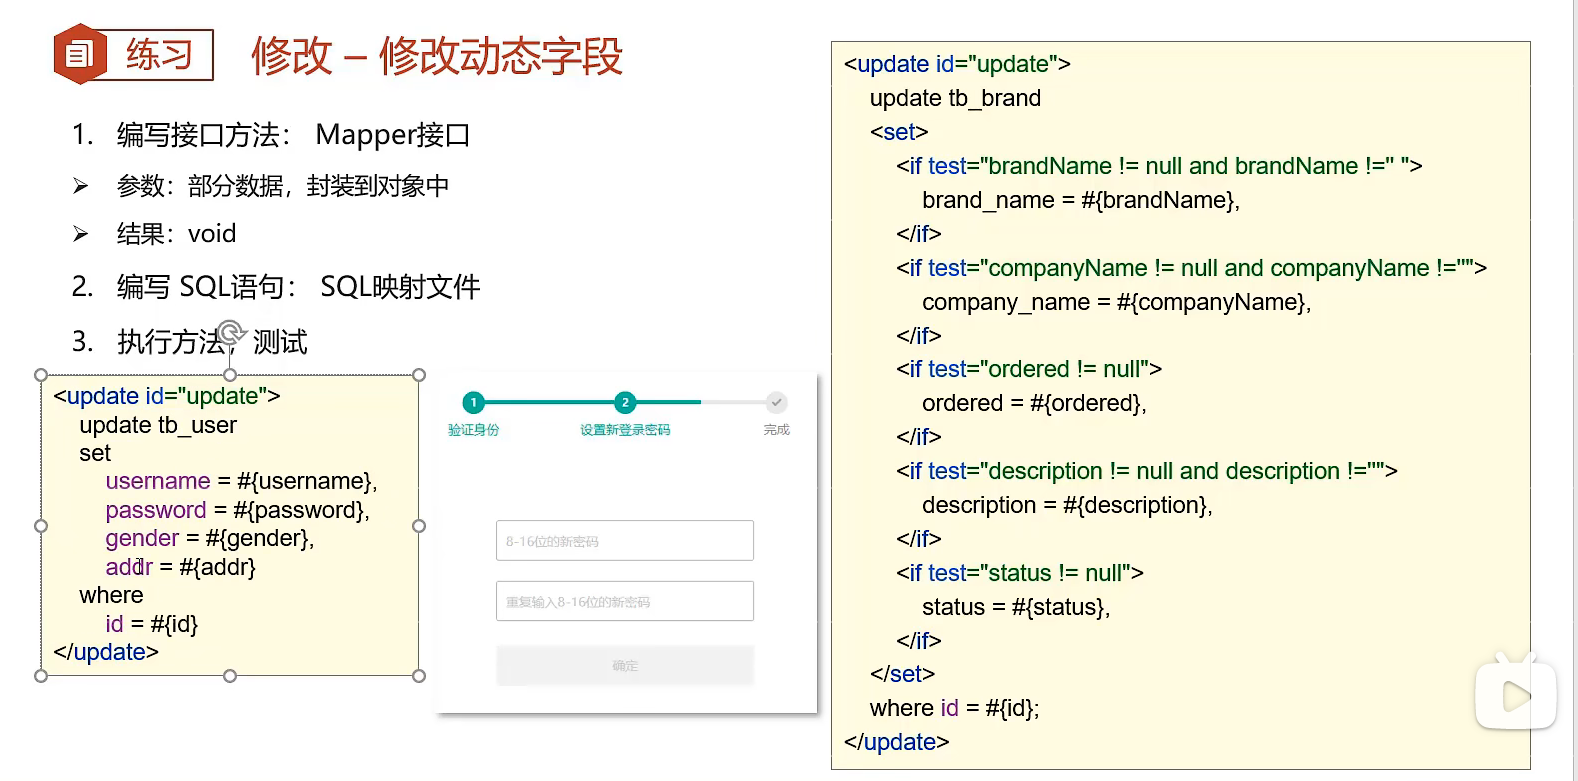 练习
修改 – 修改动态字段
1. 编写接口方法： Mapper接口
➢ 参数：部分数据，封装到对象中
➢ 结果：void
2. 编写 SQL语句： SQL映射文件
3. 执行方法，测试
<update id="update">
update tb_user
set
username = #{username},
password = #{password},
gender = #{gender},
addr = #{addr}
where
id = #{id}
</update>
1
2
验证身份
设置新登录密码
完成
8-16位的新密码
重复输入8-16位的新密码
确定
<update id="update">
update tb_brand
<set>
<if test="brandName != null and brandName !='' ">
brand_name = #{brandName},
</if>
<if test="companyName != null and companyName !=''">
company_name = #{companyName},
</if>
<if test="ordered != null">
ordered = #{ordered},
</if>
<if test="description != null and description !=''">
description = #{description},
</if>
<if test="status != null">
status = #{status},
</if>
</set>
where id = #{id};
</update>